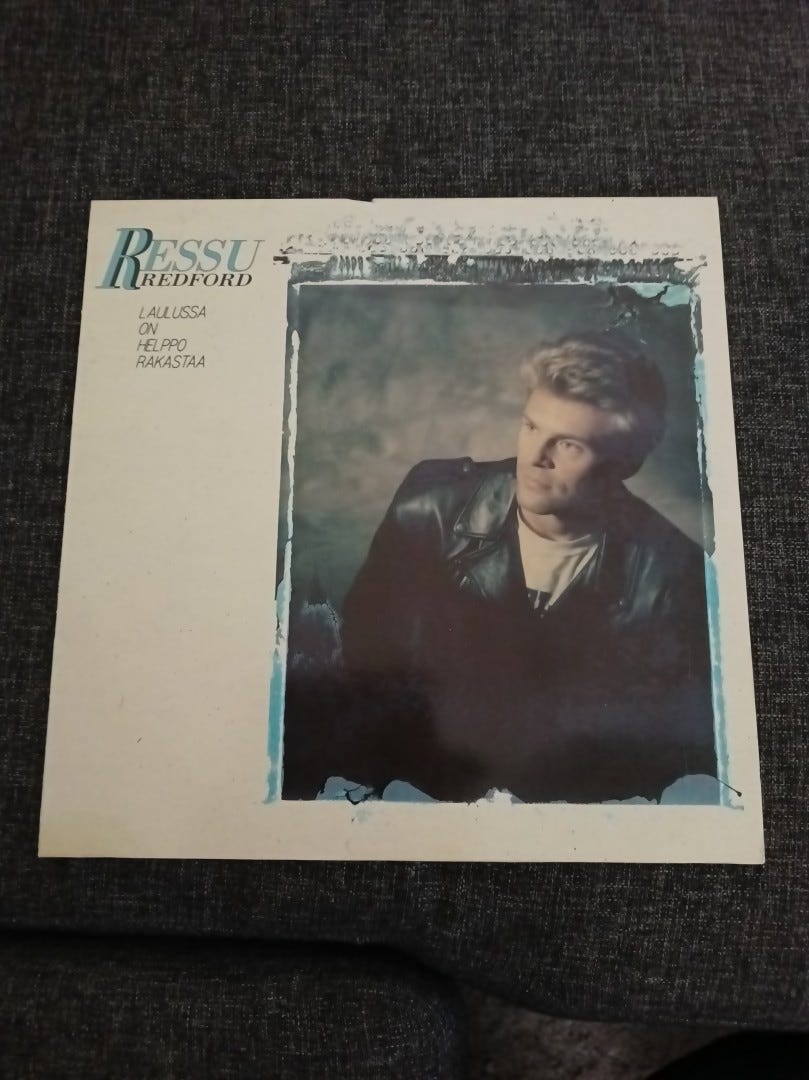 RESSU
REDFORD
LAULUSSA
ON
HELPPO
RAKASTAA